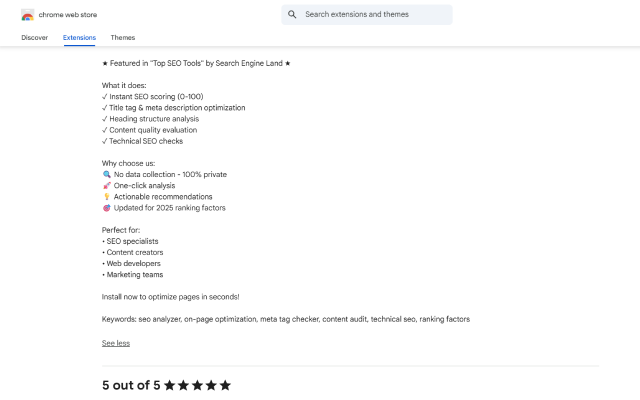 chrome web store
Search extensions and themes
Discover
Extensions
Themes
★ Featured in "Top SEO Tools" by Search Engine Land ★
What it does:
✓ Instant SEO scoring (0-100)
✓ Title tag & meta description optimization
✓ Heading structure analysis
✓ Content quality evaluation
✓ Technical SEO checks
Why choose us:
🔍 No data collection - 100% private
🚀 One-click analysis
💡 Actionable recommendations
🎯 Updated for 2025 ranking factors
Perfect for:
• SEO specialists
• Content creators
• Web developers
• Marketing teams
Install now to optimize pages in seconds!
Keywords: seo analyzer, on-page optimization, meta tag checker, content audit, technical seo, ranking factors
See less
5 out of 5 ★★★★★